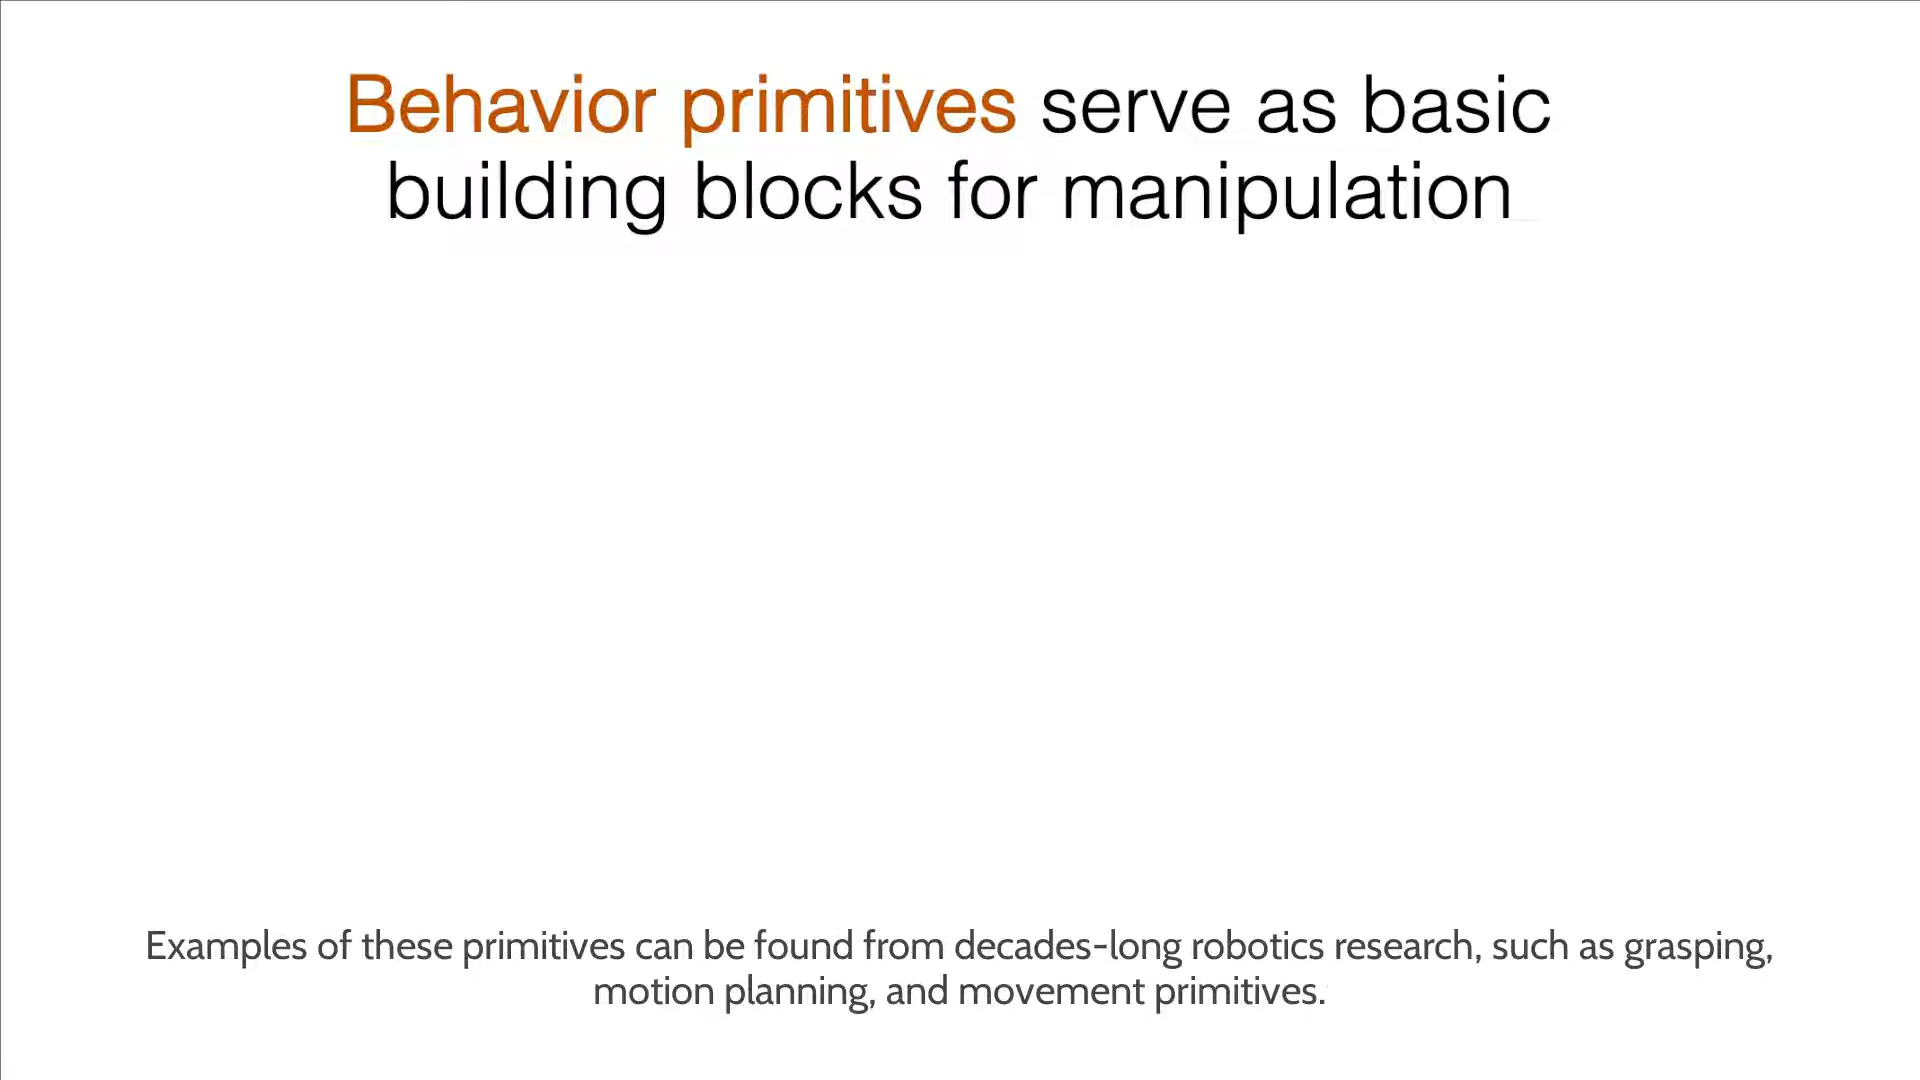 Behavior primitives serve as basic
building blocks for manipulation
Examples of these primitives can be found from decades-long robotics research, such as grasping,
motion planning, and movement primitives.